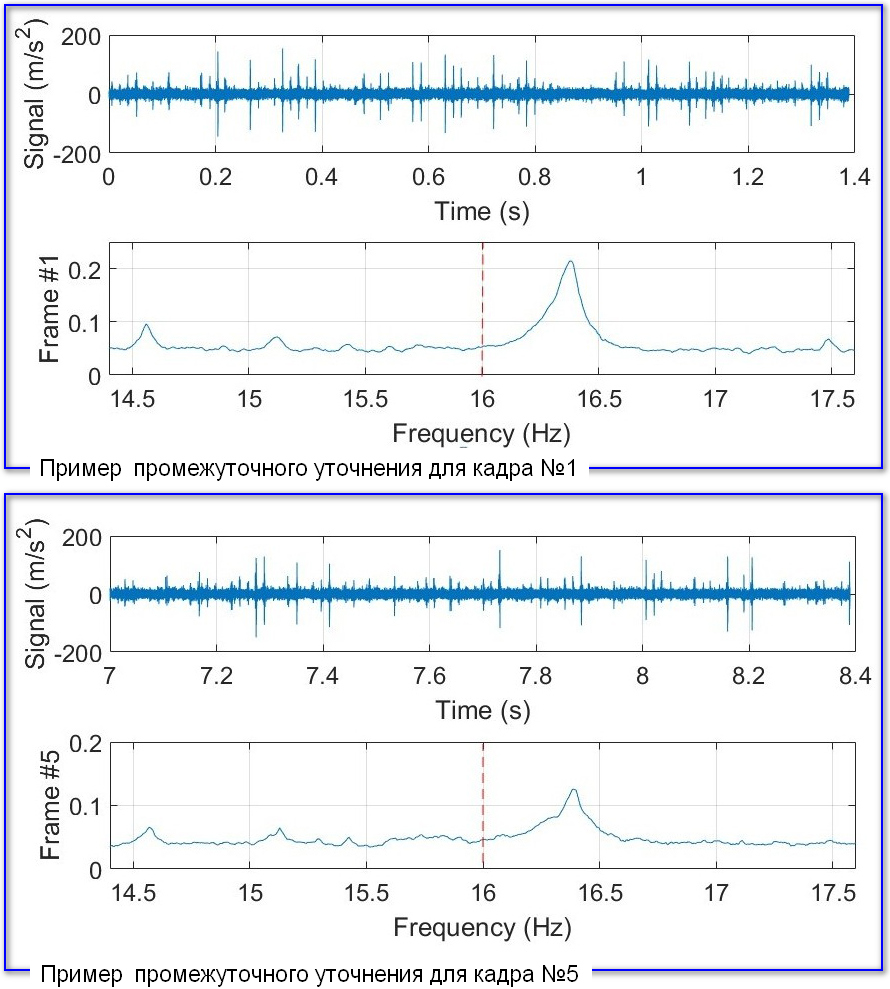 Signal (m/s²)
200
0
-200
0 0.2 0.4 0.6 0.8 1 1.2 1.4
Time (s)
Frame #1
0.2
0.1
0
14.5 15 15.5 16 16.5 17 17.5
Frequency (Hz)
Пример промежуточного уточнения для кадра №1
Signal (m/s²)
200
0
-200
7 7.2 7.4 7.6 7.8 8 8.2 8.4
Time (s)
Frame #5
0.2
0.1
0
14.5 15 15.5 16 16.5 17 17.5
Frequency (Hz)
Пример промежуточного уточнения для кадра №5